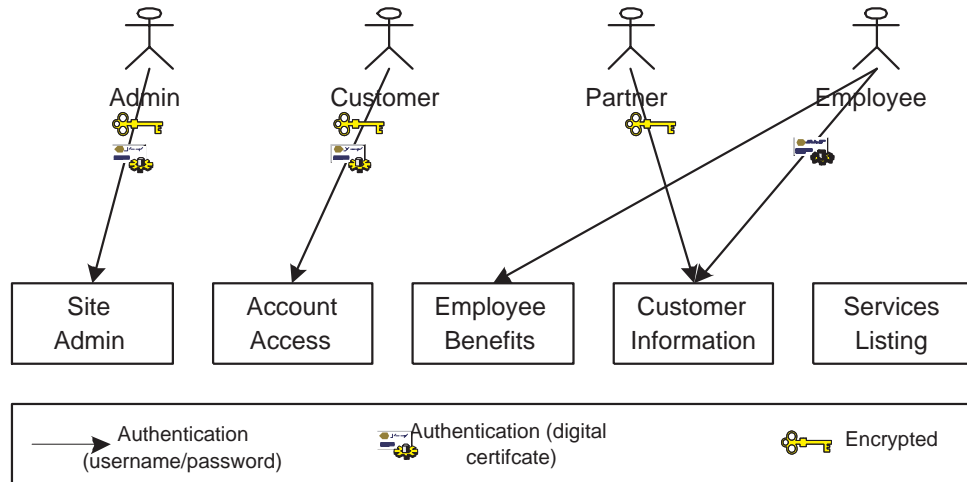 Admin
Customer
Partner
Employee
Site
Admin
Account
Access
Employee
Benefits
Customer
Information
Services
Listing
Authentication
(username/password)
Authentication (digital
certifcate)
Encrypted